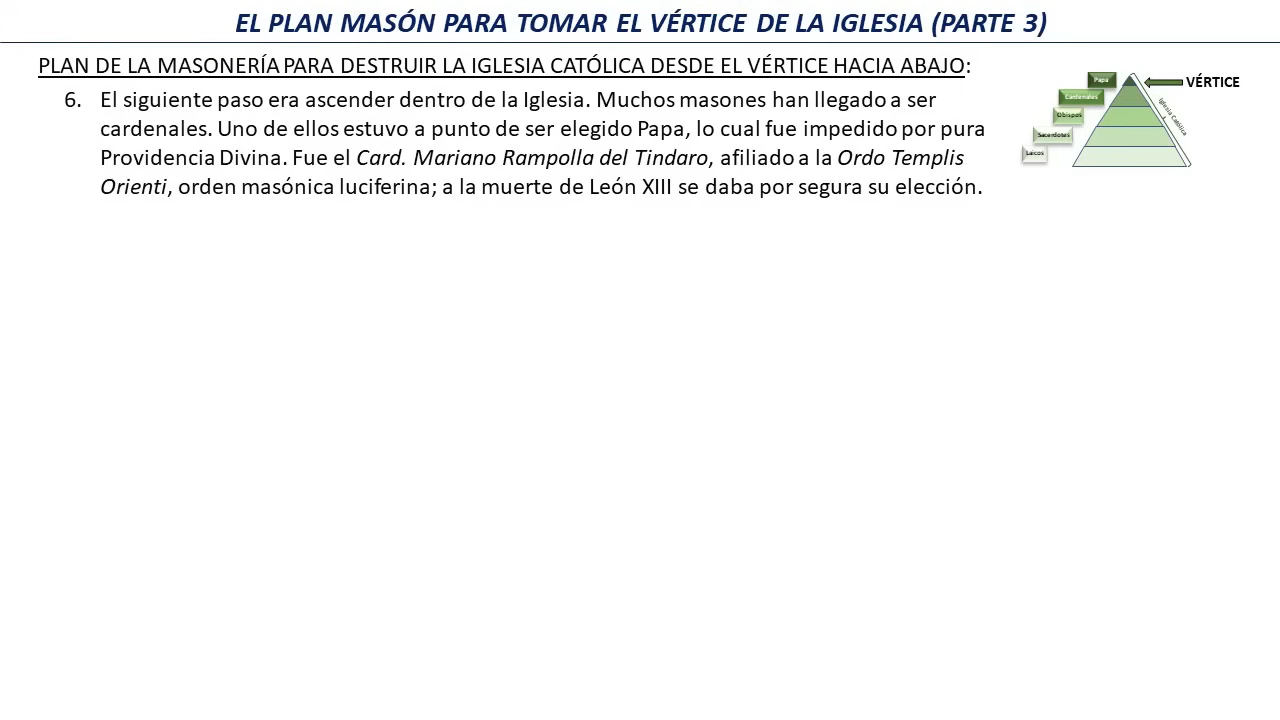 EL PLAN MASÓN PARA TOMAR EL VÉRTICE DE LA IGLESIA (PARTE 3)
PLAN DE LA MASONERÍA PARA DESTRUIR LA IGLESIA CATÓLICA DESDE EL VÉRTICE HACIA ABAJO:
6. El siguiente paso era ascender dentro de la Iglesia. Muchos masones han llegado a ser
cardenales. Uno de ellos estuvo a punto de ser elegido Papa, lo cual fue impedido por pura
Providencia Divina. Fue el Card. Mariano Rampolla del Tindaro, afiliado a la Ordo Templis
Orienti, orden masónica luciferina; a la muerte de León XIII se daba por segura su elección.
Papa
VÉRTICE
Cardenales
Obispos
Sacerdotes
Laicos
Iglesia Católica